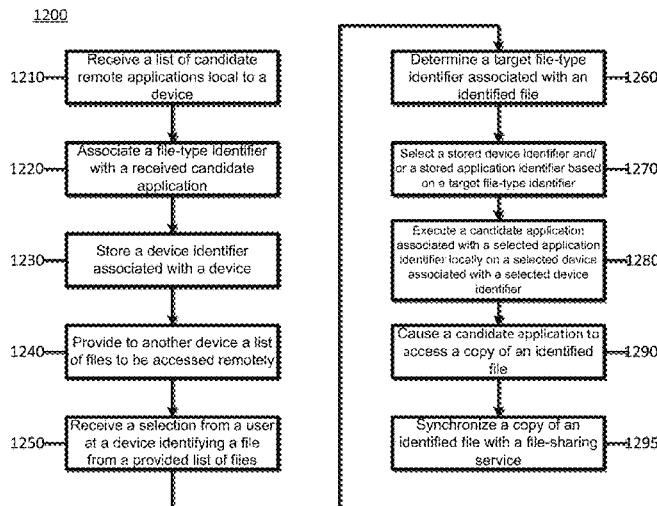 1200
1210
Receive a list of candidate
remote applications local to a
device
1220
Associate a file-type identifier
with a received candidate
application
1230
Store a device identifier
associated with a device
1240
Provide to another device a list
of files to be accessed remotely
1250
Receive a selection from a user
at a device identifying a file
from a provided list of files
Determine a target file-type
identifier associated with an
identified file
1260
Select a stored device identifier and/
or a stored application identifier based
on a target file-type identifier
1270
Execute a candidate application
associated with a selected application
identifier locally on a selected device
associated with a selected device
identifier
1280
Cause a candidate application to
access a copy of an identified
file
1290
Synchronize a copy of an
identified file with a file-sharing
service
1295